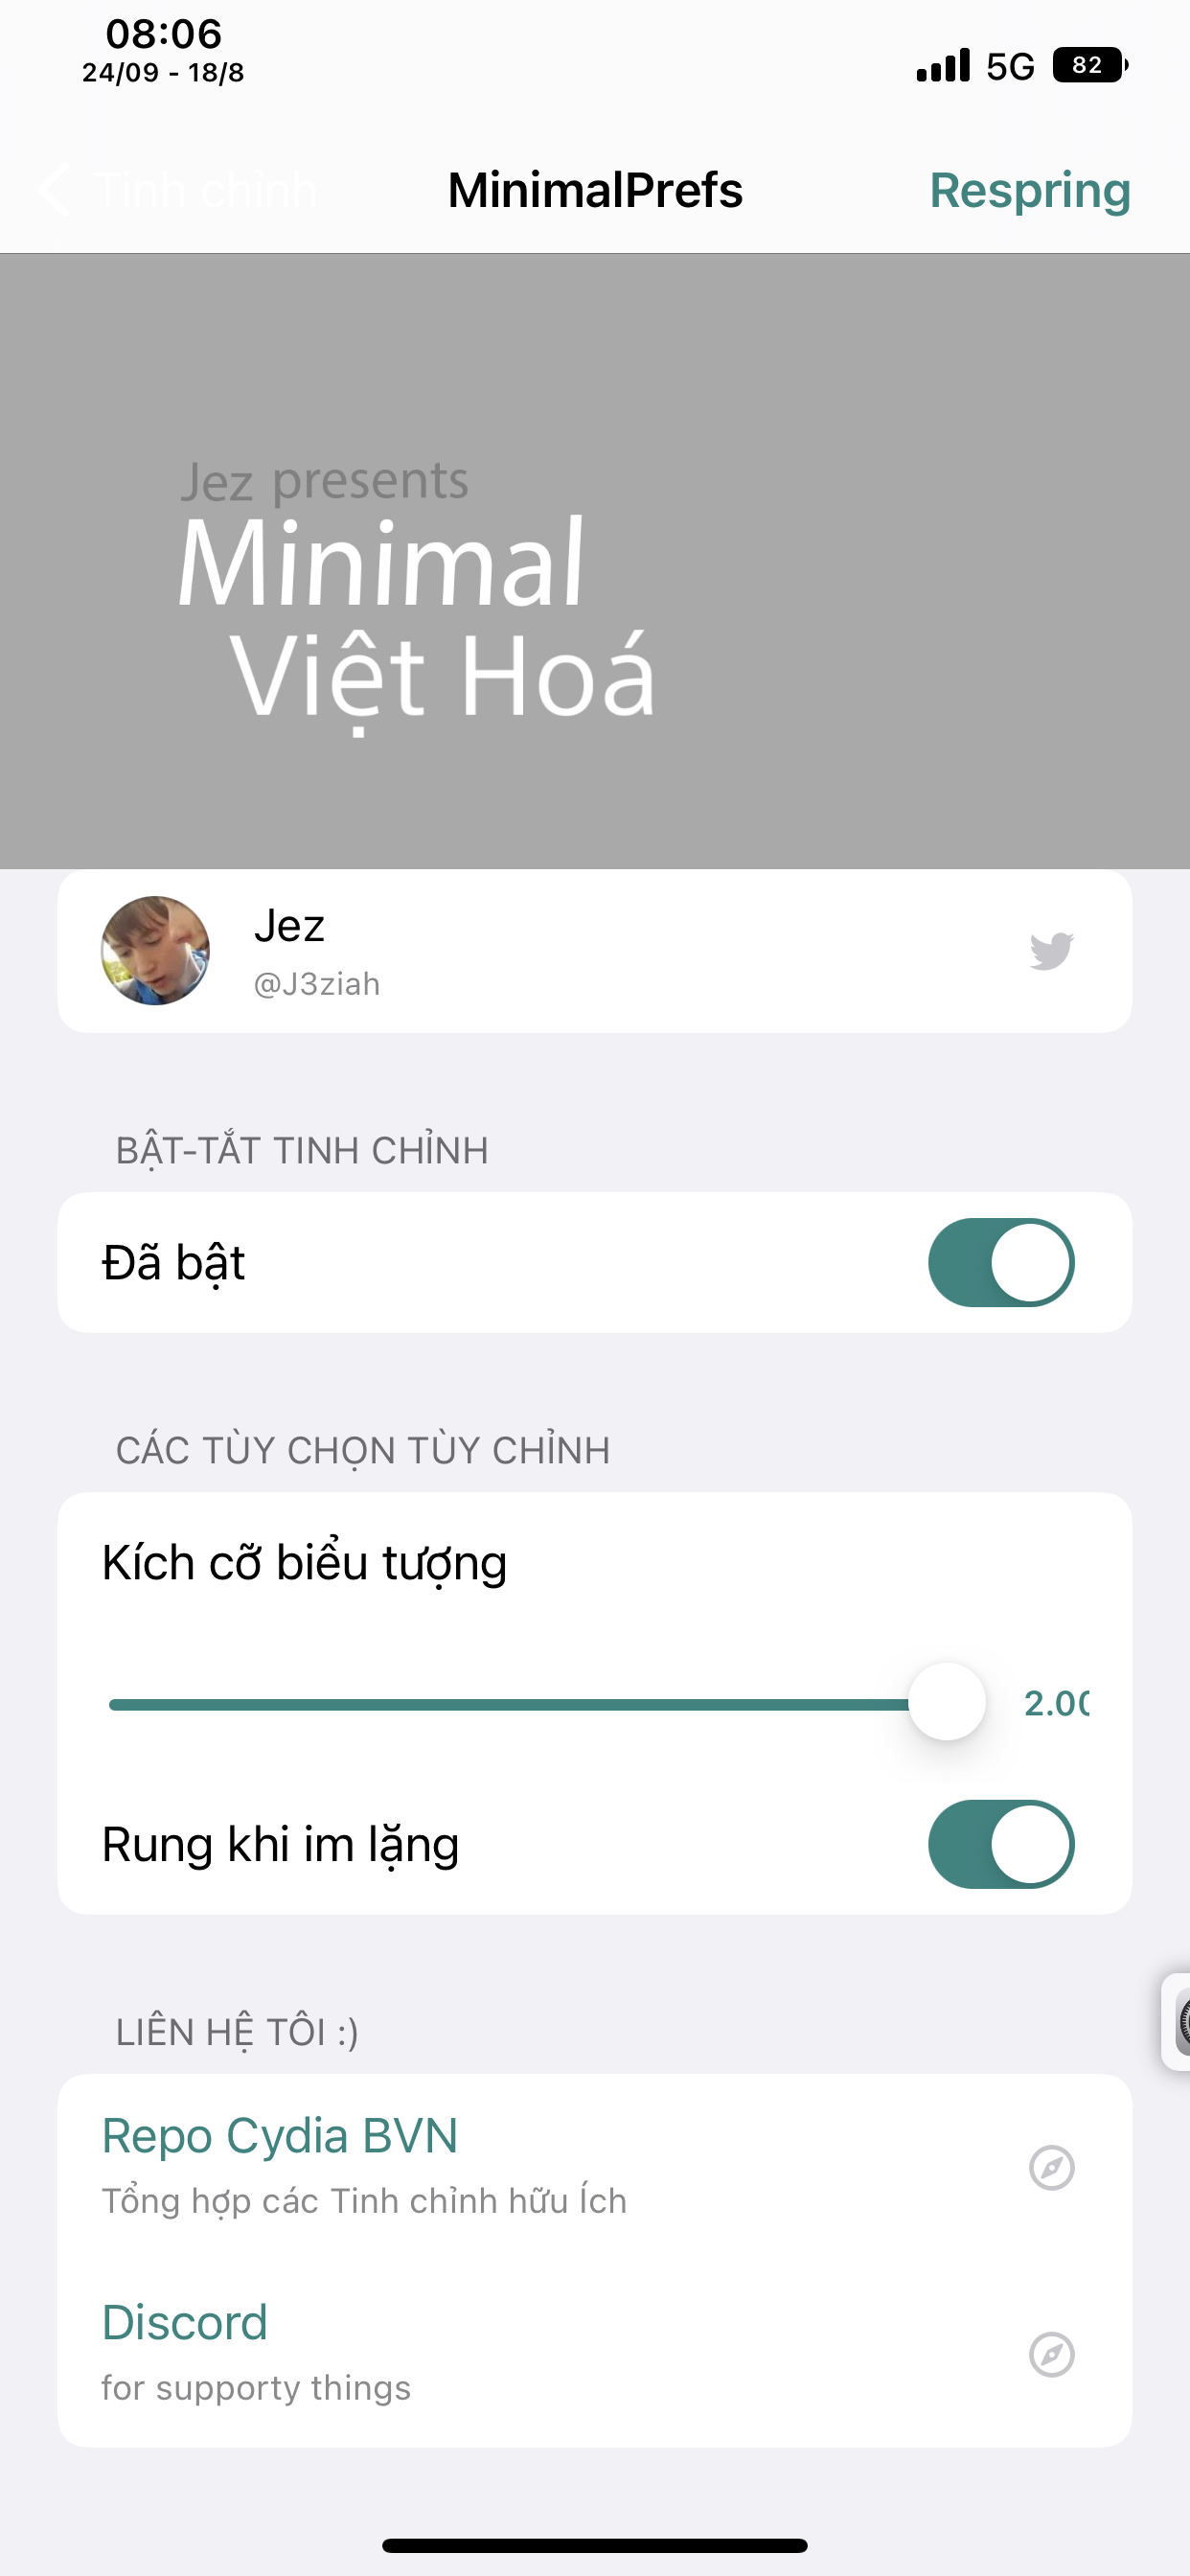 08:06
24/09 - 18/8
5G 82
Tinh chỉnh MinimalPrefs Respring
Jez presents
Minimal
Việt Hoá
Jez
@J3ziah
BẬT-TẮT TINH CHỈNH
Đã bật
CÁC TÙY CHỌN TÙY CHỈNH
Kích cỡ biểu tượng
2.00
Rung khi im lặng
LIÊN HỆ TÔI :)
Repo Cydia BVN
Tổng hợp các Tinh chỉnh hữu Ích
Discord
for supporty things